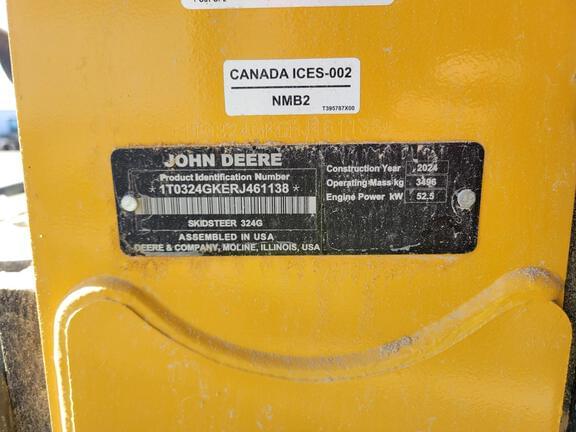 CANADA ICES-002
NMB2
T395787X00
JOHN DEERE
Product Identification Number
*1T0324GKERJ461138*
SKIDSTEER 324G
ASSEMBLED IN USA
DEERE & COMPANY, MOLINE, ILLINOIS, USA
Construction Year 2024
Operating Mass kg 3496
Engine Power kW 52.5